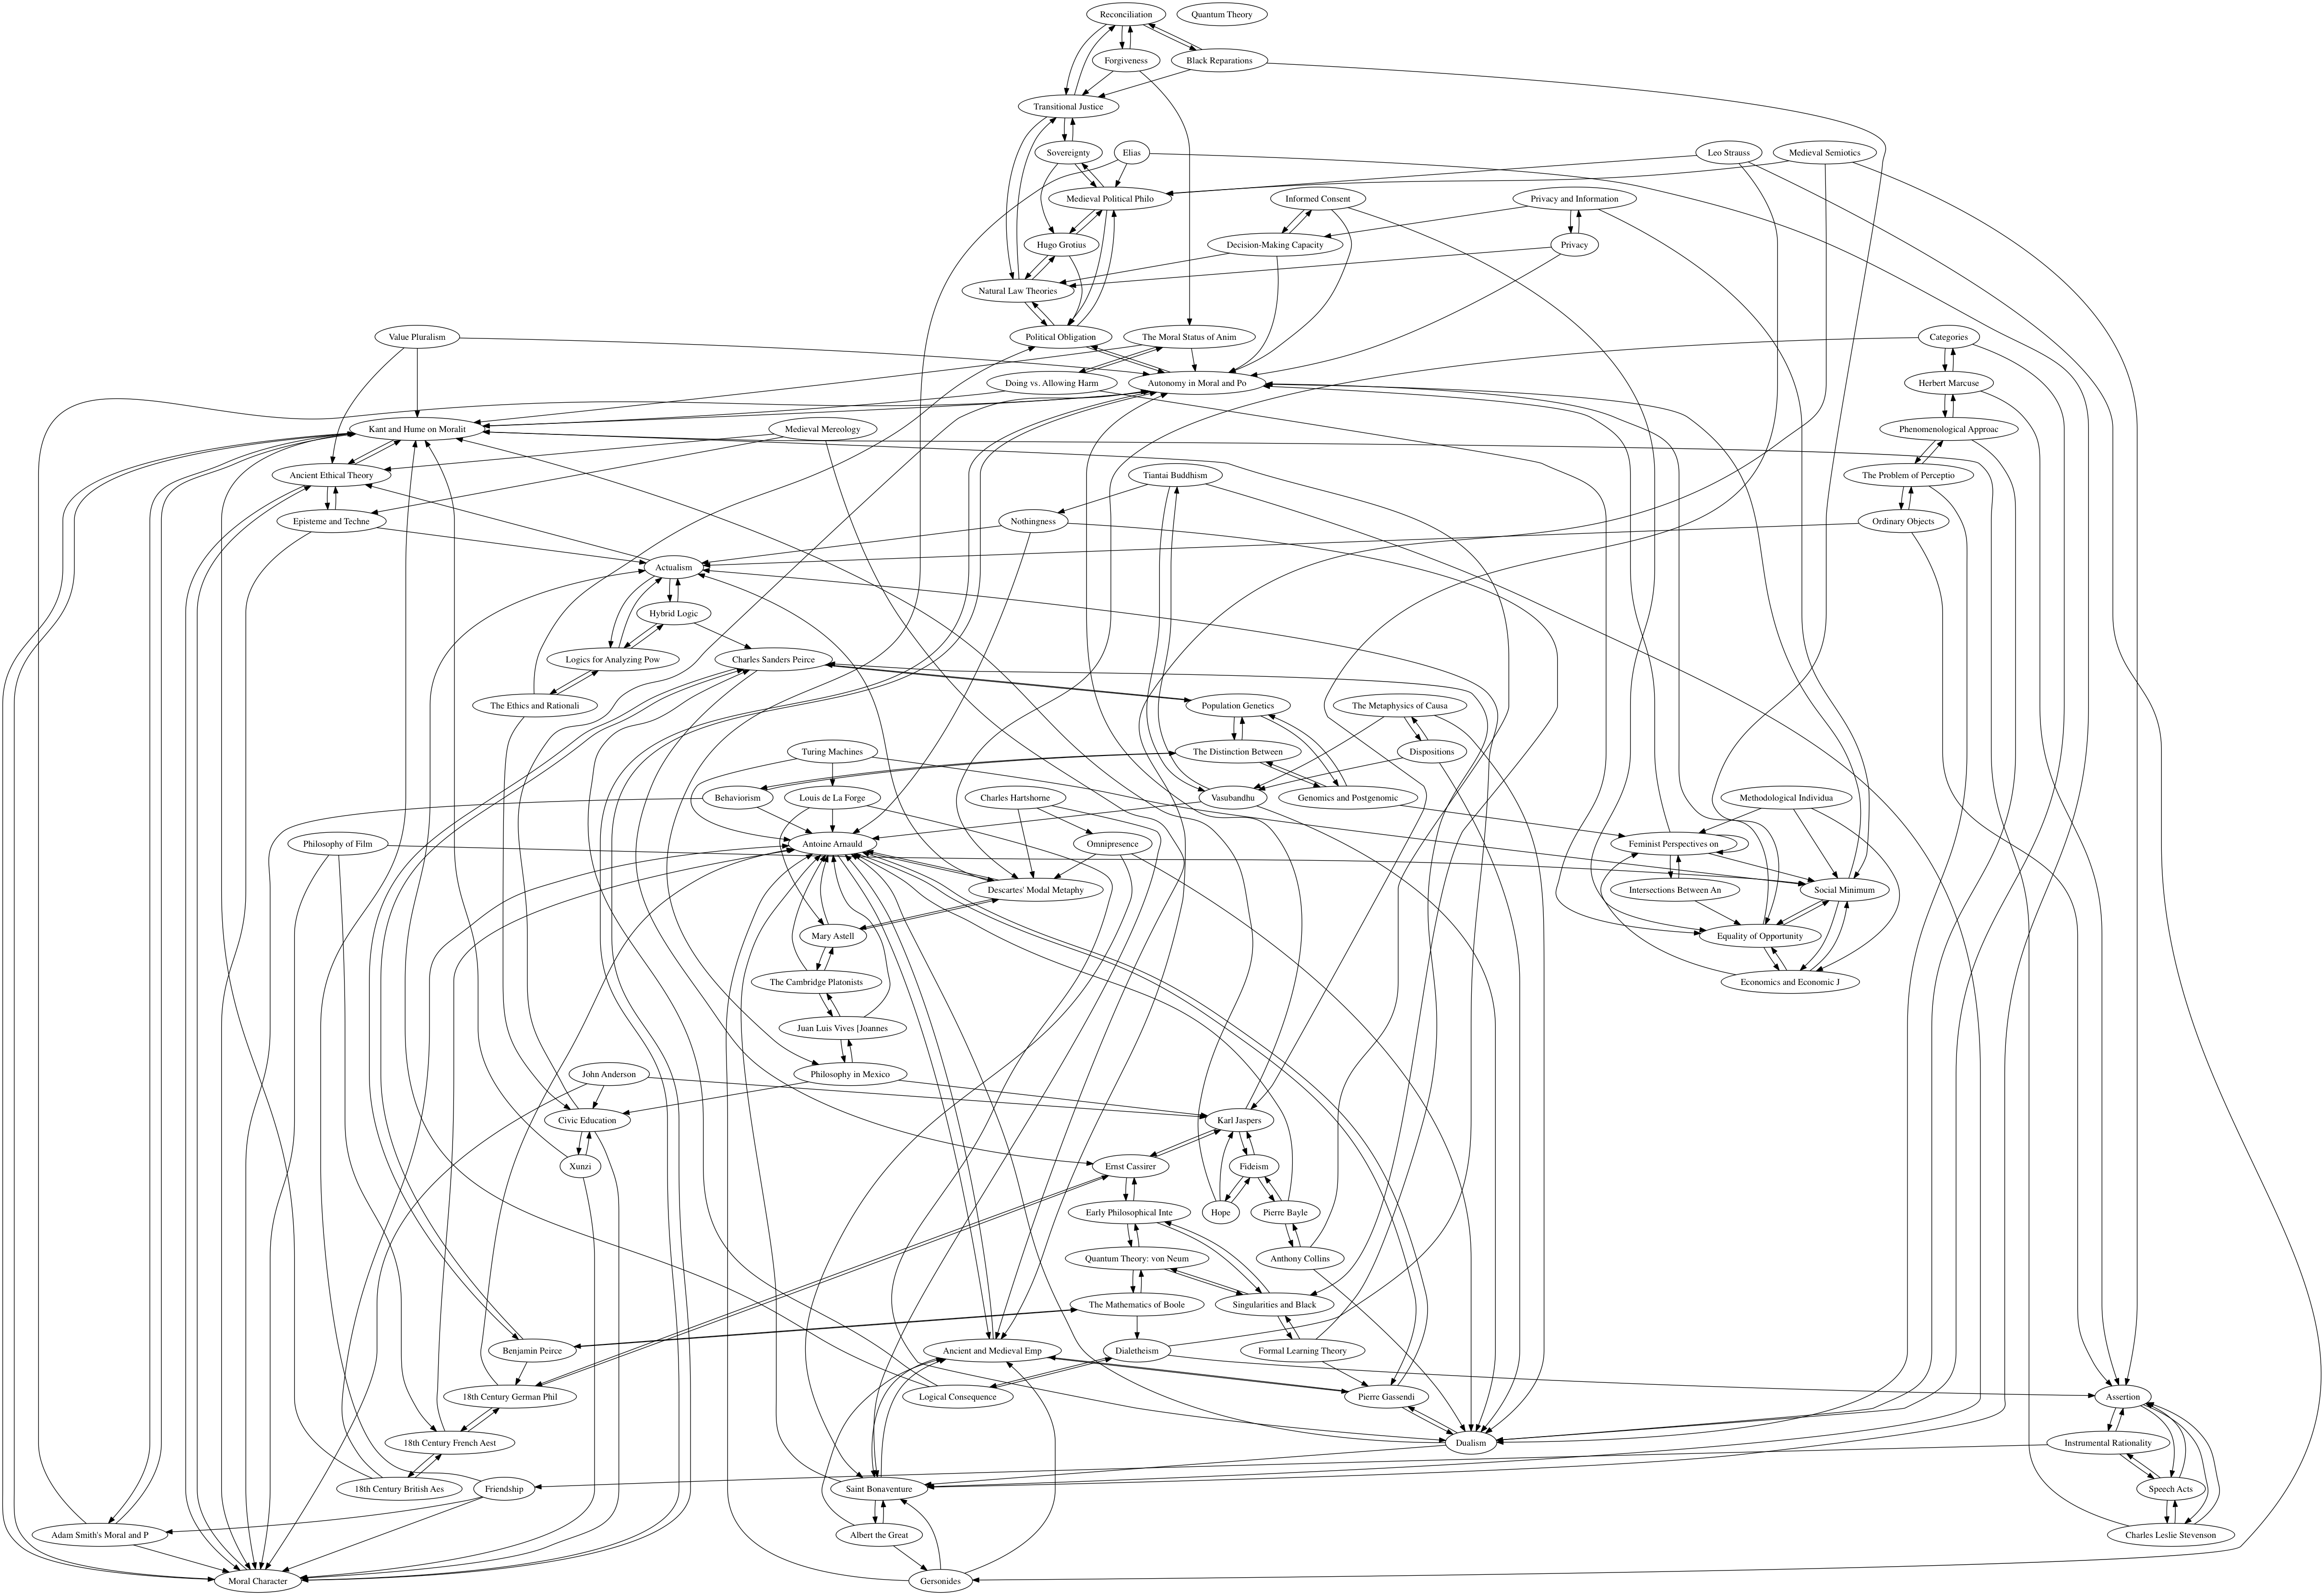 Reconciliation
Quantum Theory
Forgiveness
Black Reparations
Transitional Justice
Sovereignty
Elias
Leo Strauss
Medieval Semiotics
Medieval Political Philo
Informed Consent
Privacy and Information
Hugo Grotius
Decision-Making Capacity
Privacy
Natural Law Theories
Value Pluralism
Political Obligation
The Moral Status of Anim
Categories
Doing vs. Allowing Harm
Autonomy in Moral and Po
Herbert Marcuse
Kant and Hume on Moralit
Medieval Mereology
Phenomenological Approac
Ancient Ethical Theory
Tiantai Buddhism
The Problem of Perceptio
Episteme and Techne
Nothingness
Ordinary Objects
Actualism
Hybrid Logic
Logics for Analyzing Pow
Charles Sanders Peirce
The Ethics and Rationali
Population Genetics
The Metaphysics of Causa
Turing Machines
The Distinction Between
Dispositions
Behaviorism
Louis de La Forge
Charles Hartshorne
Vasubandhu
Genomics and Postgenomic
Methodological Individua
Philosophy of Film
Antoine Arnauld
Omnipresence
Feminist Perspectives on
Descartes' Modal Metaphy
Intersections Between An
Social Minimum
Mary Astell
Equality of Opportunity
The Cambridge Platonists
Economics and Economic J
Juan Luis Vives [Joannes
John Anderson
Philosophy in Mexico
Civic Education
Karl Jaspers
Xunzi
Ernst Cassirer
Fideism
Early Philosophical Inte
Hope
Pierre Bayle
Quantum Theory: von Neum
Anthony Collins
The Mathematics of Boole
Singularities and Black
Benjamin Peirce
Ancient and Medieval Emp
Dialetheism
Formal Learning Theory
18th Century German Phil
Logical Consequence
Pierre Gassendi
Assertion
18th Century French Aest
Dualism
Instrumental Rationality
18th Century British Aes
Friendship
Saint Bonaventure
Speech Acts
Adam Smith's Moral and P
Albert the Great
Charles Leslie Stevenson
Moral Character
Gersonides